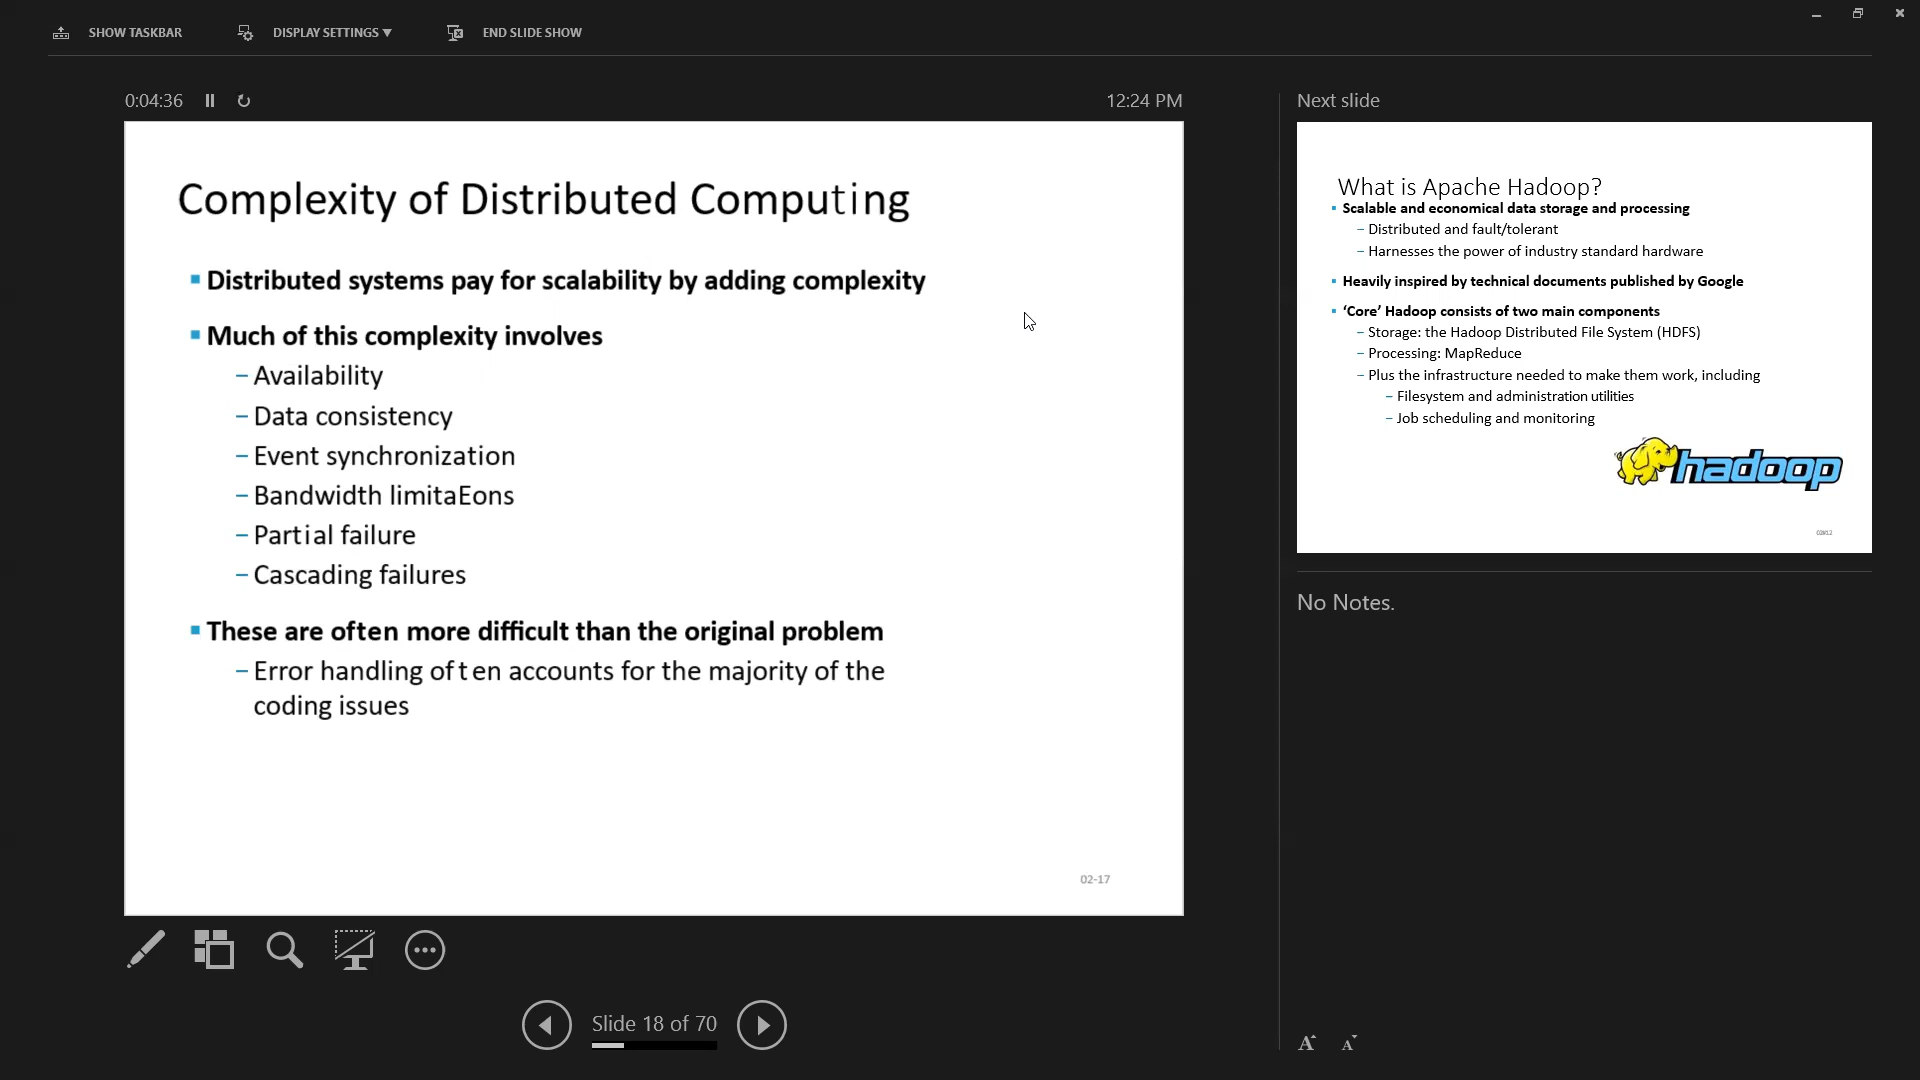 SHOW TASKBAR
DISPLAY SETTINGS ▼
END SLIDE SHOW
0:04:36
12:24 PM
Complexity of Distributed Computing
Distributed systems pay for scalability by adding complexity
Much of this complexity involves
– Availability
– Data consistency
– Event synchronization
– Bandwidth limitaEons
– Partial failure
– Cascading failures
These are often more difficult than the original problem
– Error handling often accounts for the majority of the
coding issues
02-17
Slide 18 of 70
Next slide
What is Apache Hadoop?
Scalable and economical data storage and processing
– Distributed and fault/tolerant
– Harnesses the power of industry standard hardware
Heavily inspired by technical documents published by Google
‘Core’ Hadoop consists of two main components
– Storage: the Hadoop Distributed File System (HDFS)
– Processing: MapReduce
– Plus the infrastructure needed to make them work, including
– Filesystem and administration utilities
– Job scheduling and monitoring
hadoop
No Notes.
A A